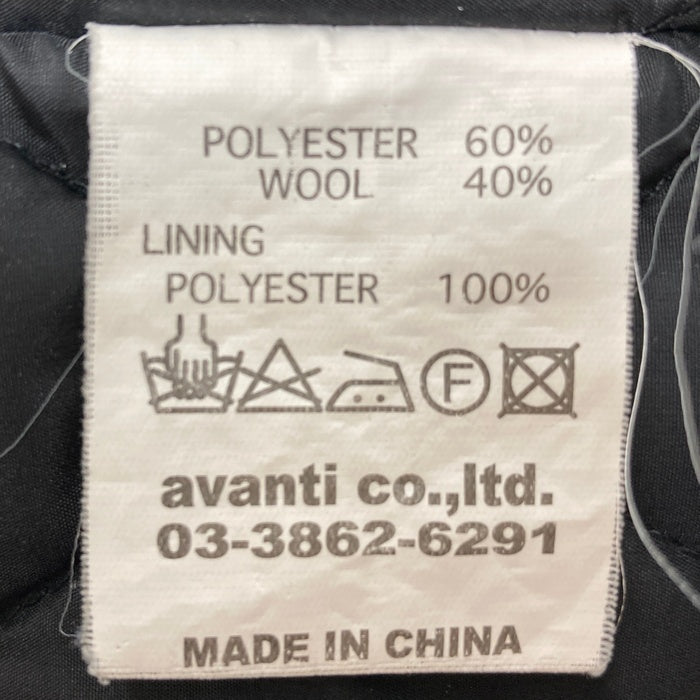 POLYESTER 60%
WOOL 40%
LINING
POLYESTER 100%
F
avanti co.,ltd.
03-3862-6291
MADE IN CHINA